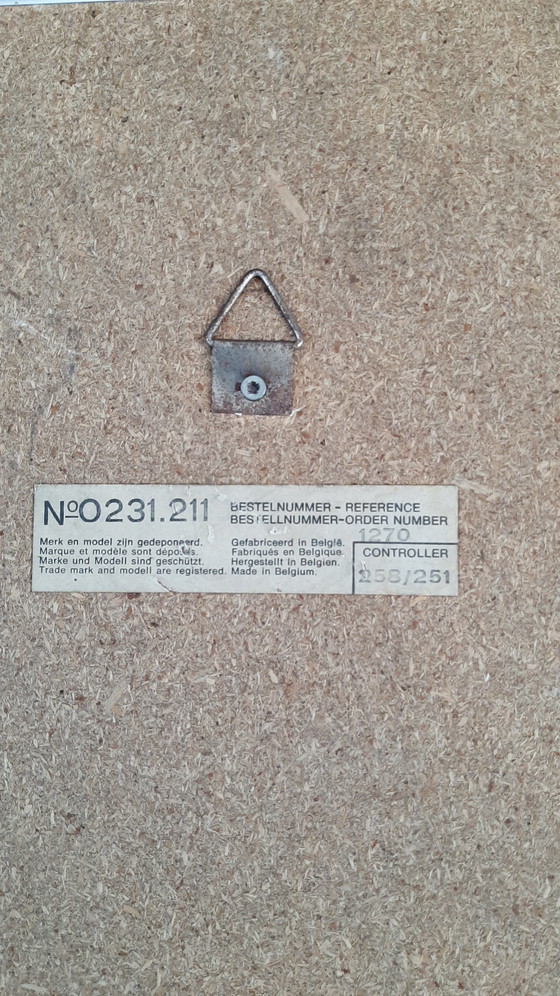 Nº0231.211
BESTELNUMMER - REFERENCE
BESTELLNUMMER-ORDER NUMBER
1270
Merk en model zijn gedeponeerd.
Marque et modèle sont déposés.
Marke und Modell sind geschützt.
Trade mark and modell are registered.
Gefabriceerd in België.
Fabriqués en Belgique.
Hergestellt in Belgien.
Made in Belgium.
CONTROLLER
258/251